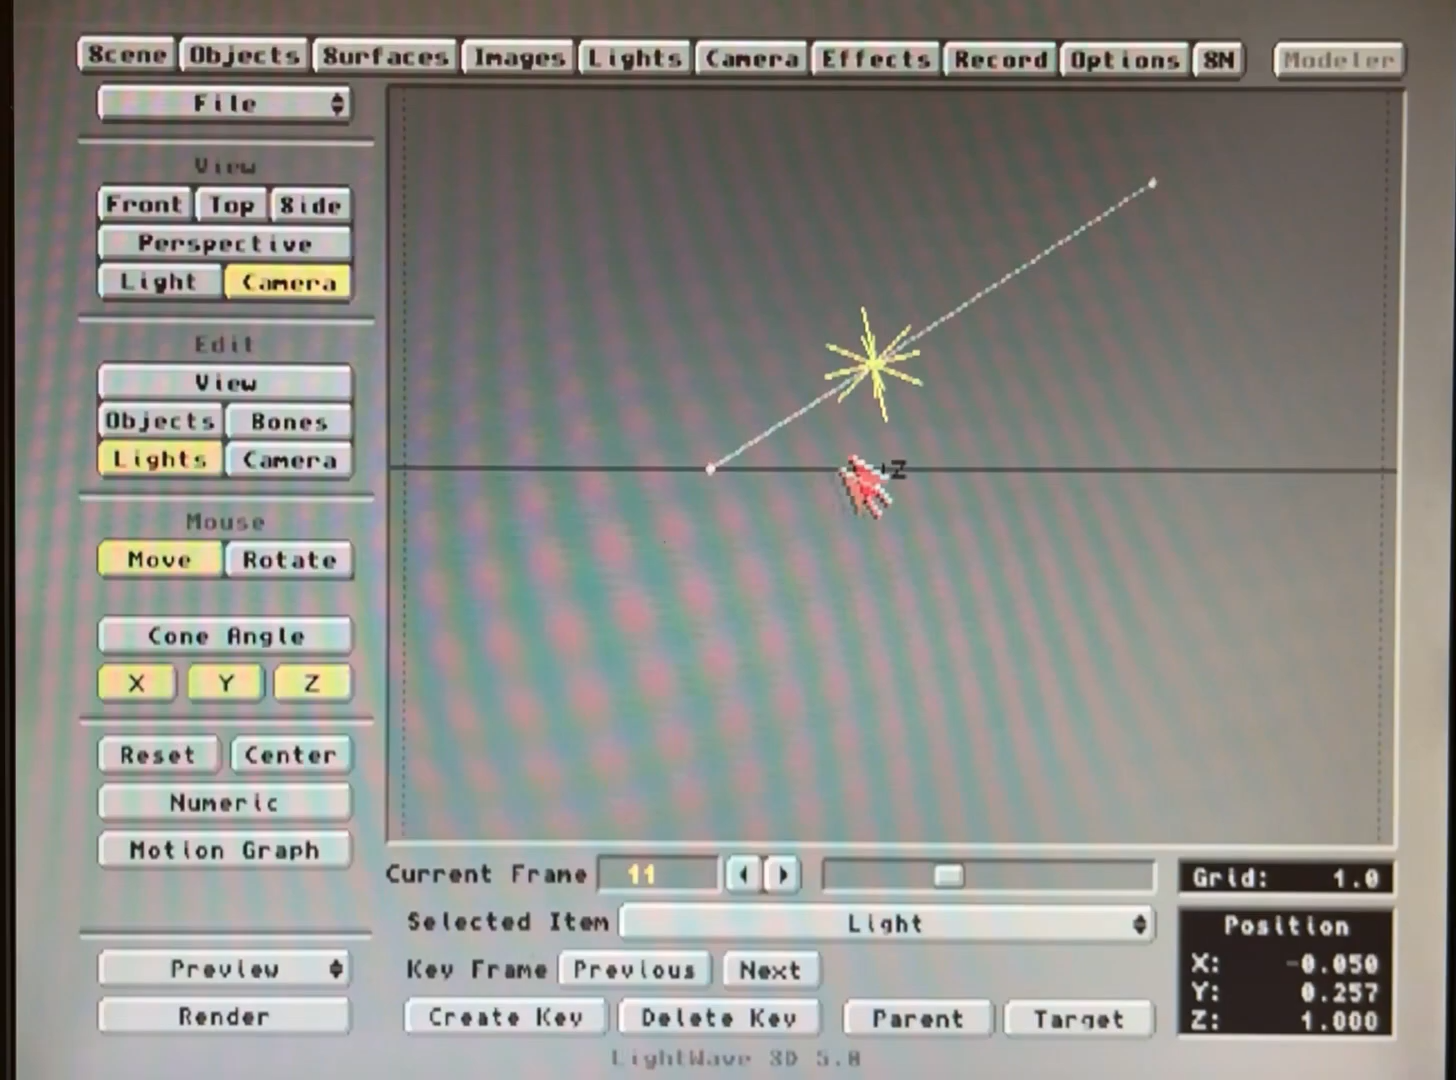 Scene Objects Surfaces Images Lights Camera Effects Record Options SN Modeler
File
View
Front Top Side
Perspective
Light Camera
Edit
View
Objects Bones
Lights Camera
Mouse
Move Rotate
Cone Angle
X Y Z
Reset Center
Numeric
Motion Graph
Preview
Render
+Z
Current Frame 11
Selected Item Light
Key Frame Previous Next
Create Key Delete Key Parent Target
Grid: 1.0
Position
X: -0.050
Y: 0.257
Z: 1.000
LightWave 3D 5.0